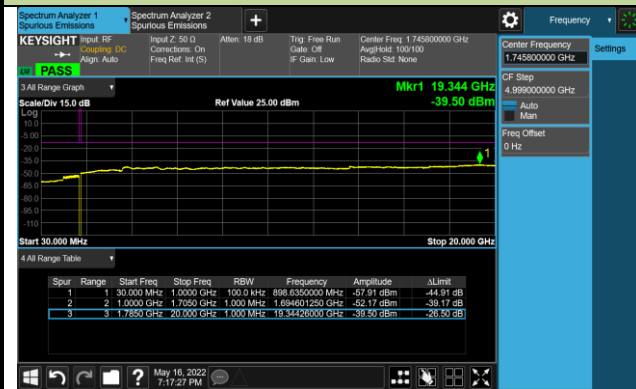 Spectrum Analyzer 1
Spurious Emissions
Spectrum Analyzer 2
Spurious Emissions
+
Frequency
KEYSIGHT
Input: RF
Coupling: DC
Align: Auto
Input Z: 50 Ω
Corrections: On
Freq Ref: Int (S)
Atten: 18 dB
Trig: Free Run
Gate: Off
IF Gain: Low
Center Freq: 1.745800000 GHz
Avg|Hold: 100/100
Radio Std: None
PASS
Center Frequency
1.745800000 GHz
Settings
CF Step
4.999000000 GHz
Auto
Man
Freq Offset
0 Hz
3 All Range Graph
Mkr1 19.344 GHz
Scale/Div 15.0 dB
Ref Value 25.00 dBm
-39.50 dBm
Log
10.0
-5.00
-20.0
-35.0
-50.0
-65.0
-80.0
-95.0
-110
1
Start 30.000 MHz
Stop 20.000 GHz
4 All Range Table
Spur Range Start Freq Stop Freq RBW Frequency Amplitude ΔLimit
1 1 30.000 MHz 1.0000 GHz 100.0 kHz 898.6350000 MHz -57.91 dBm -44.91 dB
2 2 1.0000 GHz 1.7050 GHz 1.000 MHz 1.694601250 GHz -52.17 dBm -39.17 dB
3 3 1.7850 GHz 20.000 GHz 1.000 MHz 19.34426000 GHz -39.50 dBm -26.50 dB
?
May 16, 2022
7:17:27 PM